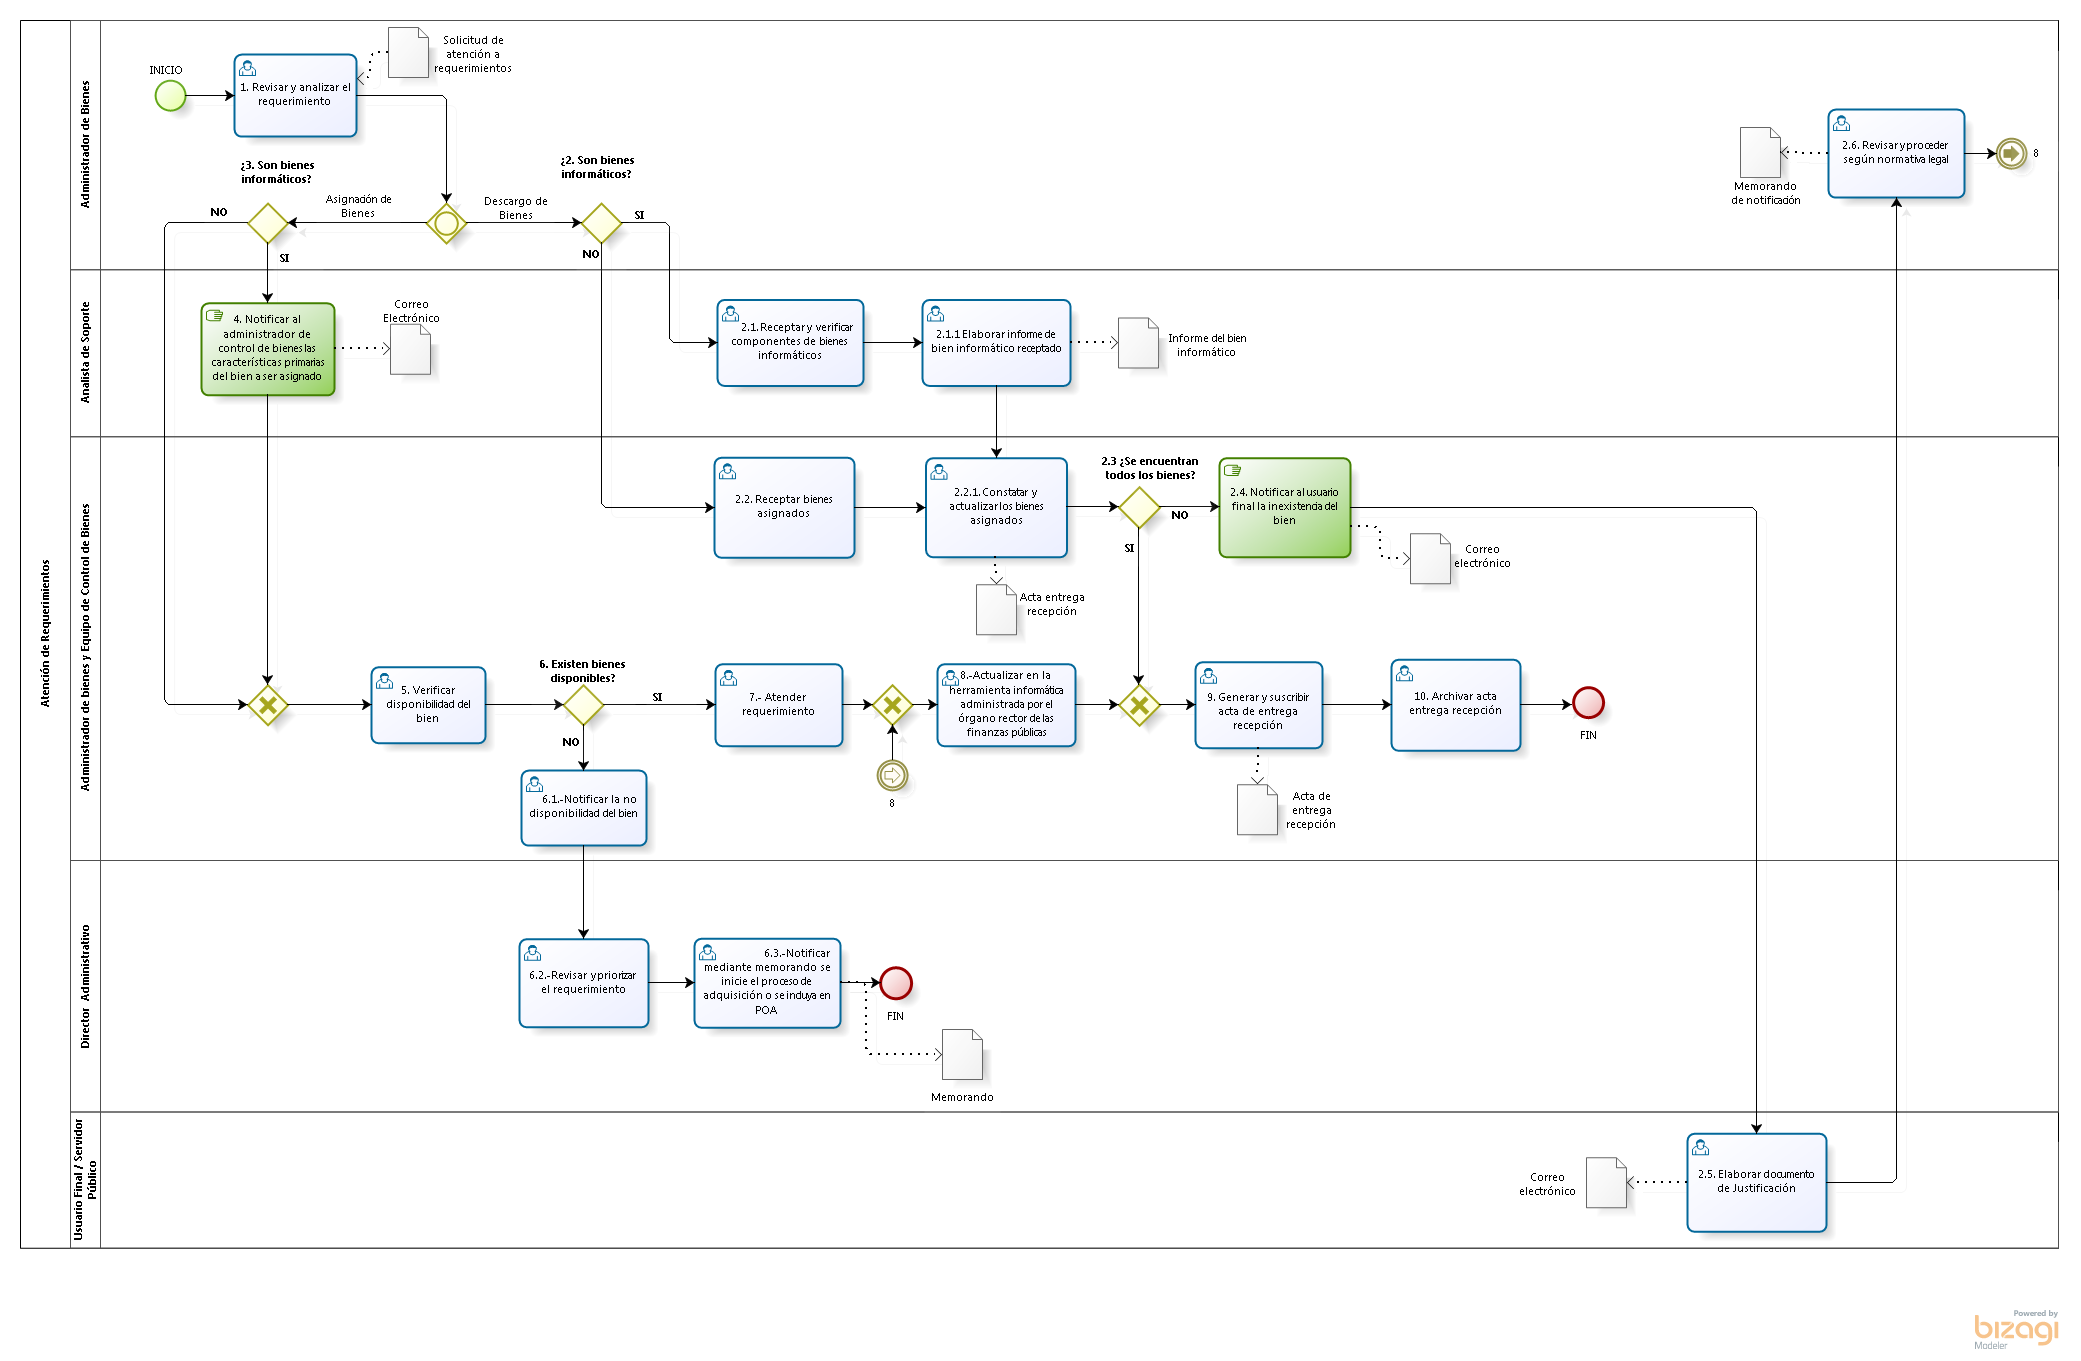 Atención de Requerimientos
Administrador de Bienes
INICIO
1. Revisar y analizar el
requerimiento
Solicitud de
atención a
requerimientos
¿3. Son bienes
informáticos?
NO
SI
Asignación de
Bienes
Descargo de
Bienes
¿2. Son bienes
informáticos?
SI
NO
Memorando
de notificación
2.6. Revisar y proceder
según normativa legal
8
Analista de Soporte
4. Notificar al
administrador de
control de bienes las
características primarias
del bien a ser asignado
Correo
Electrónico
2.1. Receptar y verificar
componentes de bienes
informáticos
2.1.1 Elaborar informe de
bien informático receptado
Informe del bien
informático
Administrador de bienes y Equipo de Control de Bienes
2.2. Receptar bienes
asignados
2.2.1. Constatar y
actualizar los bienes
asignados
Acta entrega
recepción
2.3 ¿Se encuentran
todos los bienes?
NO
SI
2.4. Notificar al usuario
final la inexistencia del
bien
Correo
electrónico
5. Verificar
disponibilidad del
bien
6. Existen bienes
disponibles?
SI
NO
7.- Atender
requerimiento
8
8.-Actualizar en la
herramienta informática
administrada por el
órgano rector de las
finanzas públicas
9. Generar y suscribir
acta de entrega
recepción
Acta de
entrega
recepción
10. Archivar acta
entrega recepción
FIN
6.1.-Notificar la no
disponibilidad del bien
Director Administrativo
6.2.-Revisar y priorizar
el requerimiento
6.3.-Notificar
mediante memorando se
inicie el proceso de
adquisición o se incluya en
POA
FIN
Memorando
Usuario Final / Servidor
Público
Correo
electrónico
2.5. Elaborar documento
de Justificación
Powered by
bizagi
Modeler